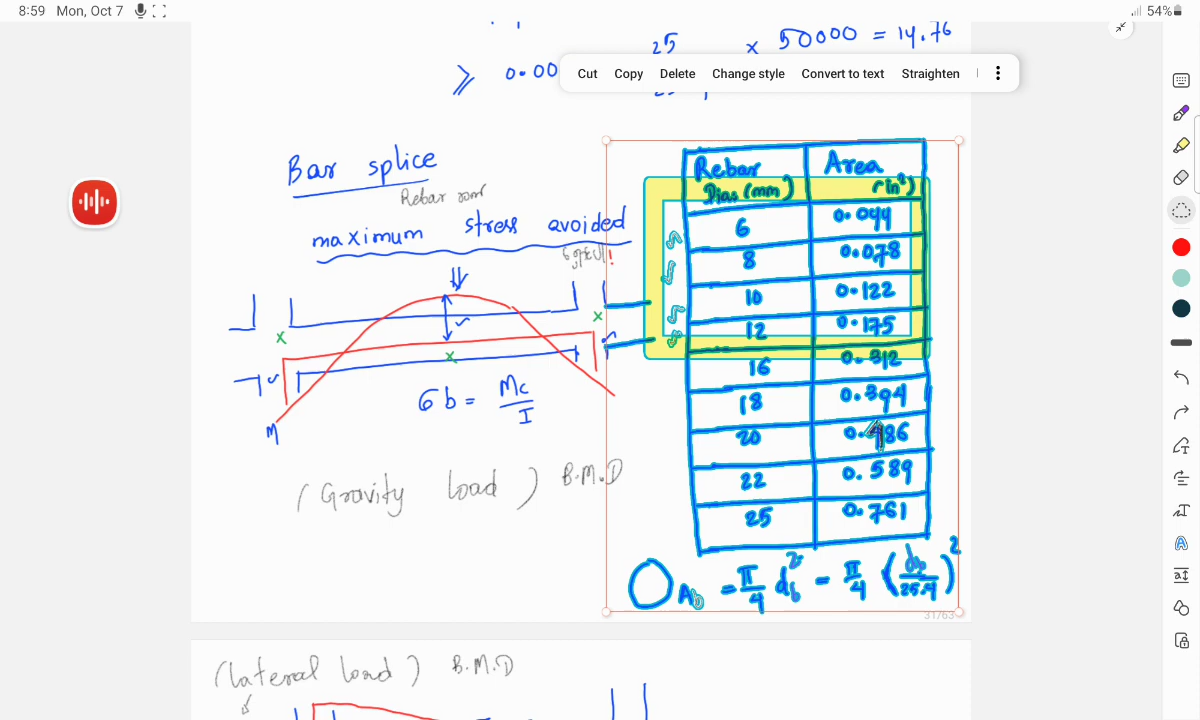 8:59 Mon, Oct 7
54%
25
x 50000 = 14.76
≥ 0.00
Cut Copy Delete Change style Convert to text Straighten
Bar splice
Rebar
maximum stress avoided
x
x
x
σb = Mc
I
M
(Gravity load) B.M.D
Rebar Dias (mm) Area (in²)
6 0.044
8 0.078
10 0.122
12 0.175
16 0.312
18 0.394
20 0.486
22 0.589
25 0.761
Ab = π/4 db² = π/4 (db/25.4)²
31/63
(Lateral load) B.M.D